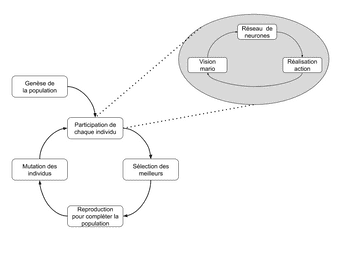 Réseau de
neurones
Vision
mario
Réalisation
action
Genèse de
la population
Participation de
chaque individu
Mutation des
individus
Sélection des
meilleurs
Reproduction
pour compléter la
population